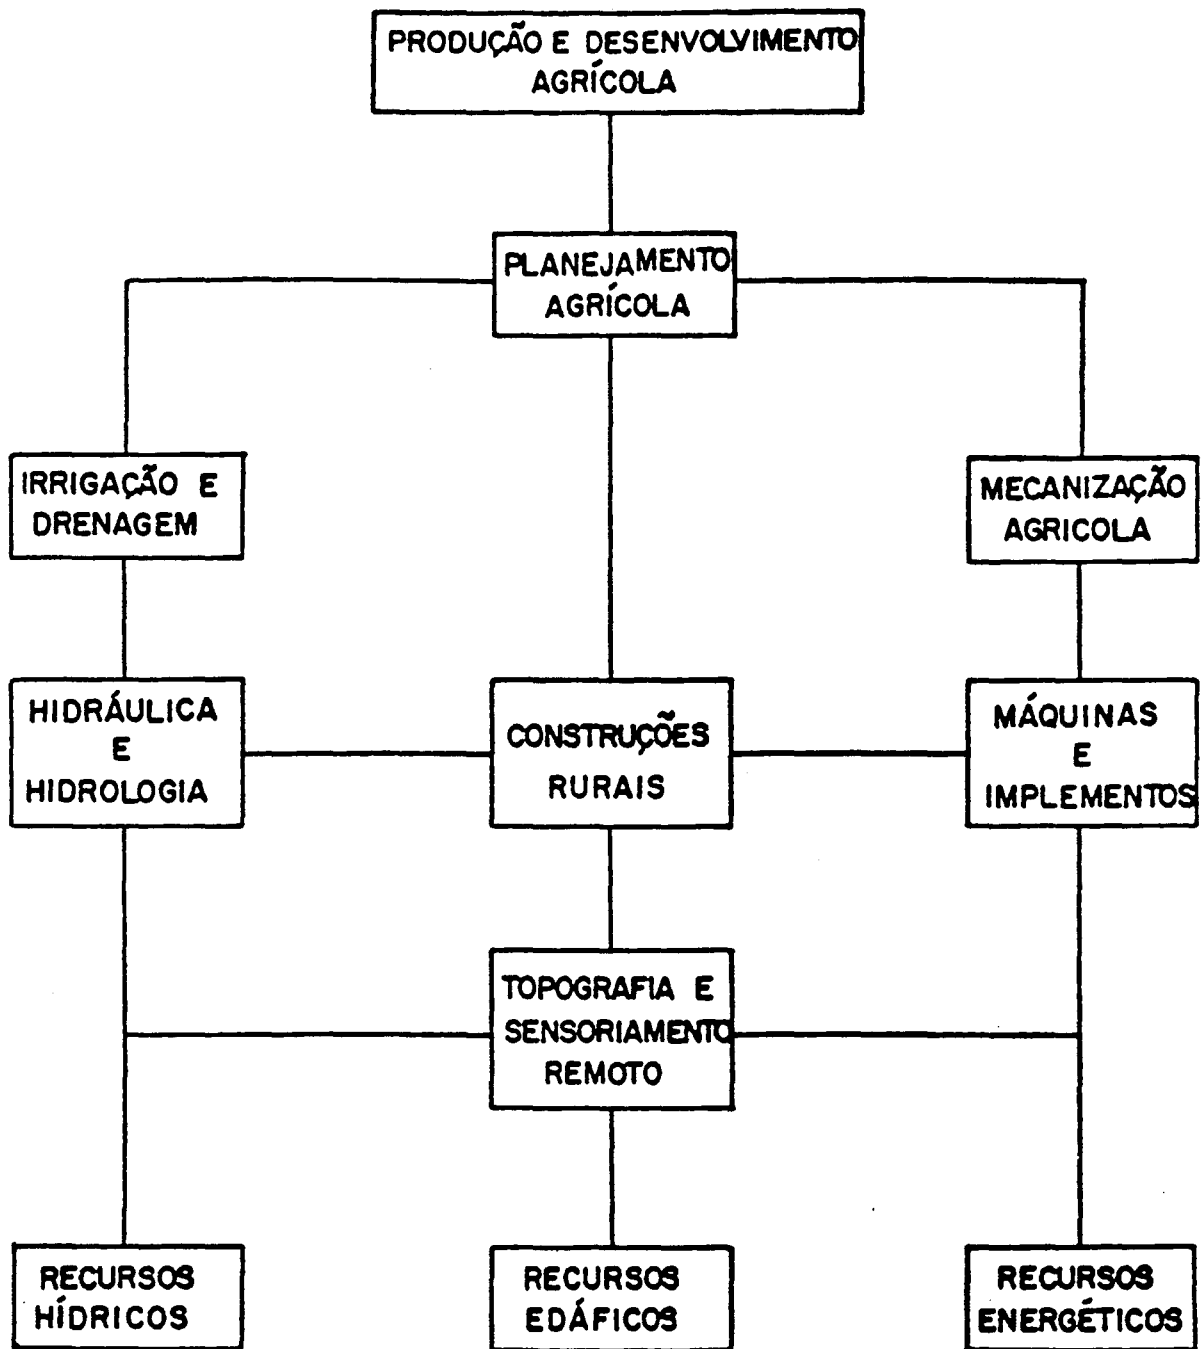 PRODUÇÃO E DESENVOLVIMENTO
AGRÍCOLA
PLANEJAMENTO
AGRÍCOLA
IRRIGAÇÃO E
DRENAGEM
MECANIZAÇÃO
AGRICOLA
HIDRÁULICA
E
HIDROLOGIA
CONSTRUÇÕES
RURAIS
MÁQUINAS
E
IMPLEMENTOS
TOPOGRAFIA E
SENSORIAMENTO
REMOTO
RECURSOS
HÍDRICOS
RECURSOS
EDÁFICOS
RECURSOS
ENERGÉTICOS